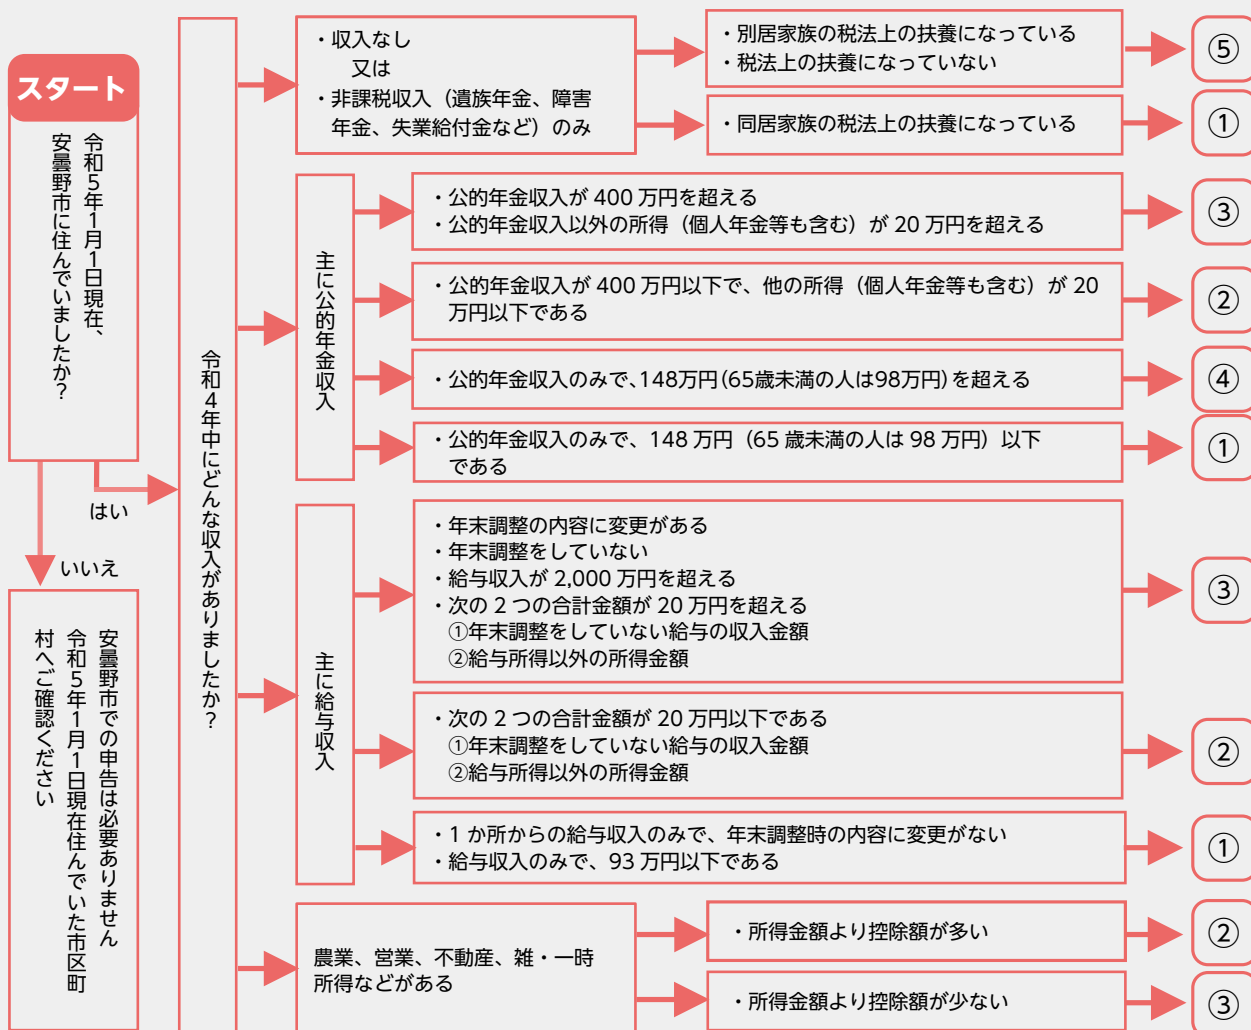 スタート
令和5年1月1日現在、
安曇野市に住んでいましたか？
はい
いいえ
安曇野市での申告は必要ありません
令和5年1月1日現在住んでいた市区町
村へご確認ください
令和4年中にどんな収入がありましたか？
・収入なし
又は
・非課税収入（遺族年金、障害
年金、失業給付金など）のみ
・別居家族の税法上の扶養になっている
・税法上の扶養になっていない
⑤
・同居家族の税法上の扶養になっている
①
主に公的年金収入
・公的年金収入が 400 万円を超える
・公的年金収入以外の所得（個人年金等も含む）が 20 万円を超える
③
・公的年金収入が 400 万円以下で、他の所得（個人年金等も含む）が 20
万円以下である
②
・公的年金収入のみで、148万円（65歳未満の人は98万円）を超える
④
・公的年金収入のみで、148 万円（65 歳未満の人は 98 万円）以下
である
①
主に給与収入
・年末調整の内容に変更がある
・年末調整をしていない
・給与収入が 2,000 万円を超える
・次の 2 つの合計金額が 20 万円を超える
①年末調整をしていない給与の収入金額
②給与所得以外の所得金額
③
・次の 2 つの合計金額が 20 万円以下である
①年末調整をしていない給与の収入金額
②給与所得以外の所得金額
②
・1 か所からの給与収入のみで、年末調整時の内容に変更がない
・給与収入のみで、93 万円以下である
①
農業、営業、不動産、雑・一時
所得などがある
・所得金額より控除額が多い
②
・所得金額より控除額が少ない
③